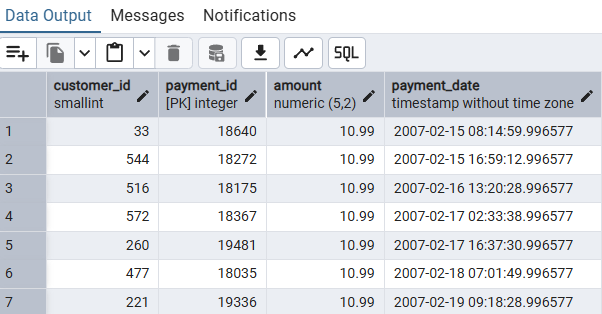 Data Output Messages Notifications
SQL
customer_id payment_id amount payment_date
smallint [PK] integer numeric (5,2) timestamp without time zone
1 33 18640 10.99 2007-02-15 08:14:59.996577
2 544 18272 10.99 2007-02-15 16:59:12.996577
3 516 18175 10.99 2007-02-16 13:20:28.996577
4 572 18367 10.99 2007-02-17 02:33:38.996577
5 260 19481 10.99 2007-02-17 16:37:30.996577
6 477 18035 10.99 2007-02-18 07:01:49.996577
7 221 19336 10.99 2007-02-19 09:18:28.996577